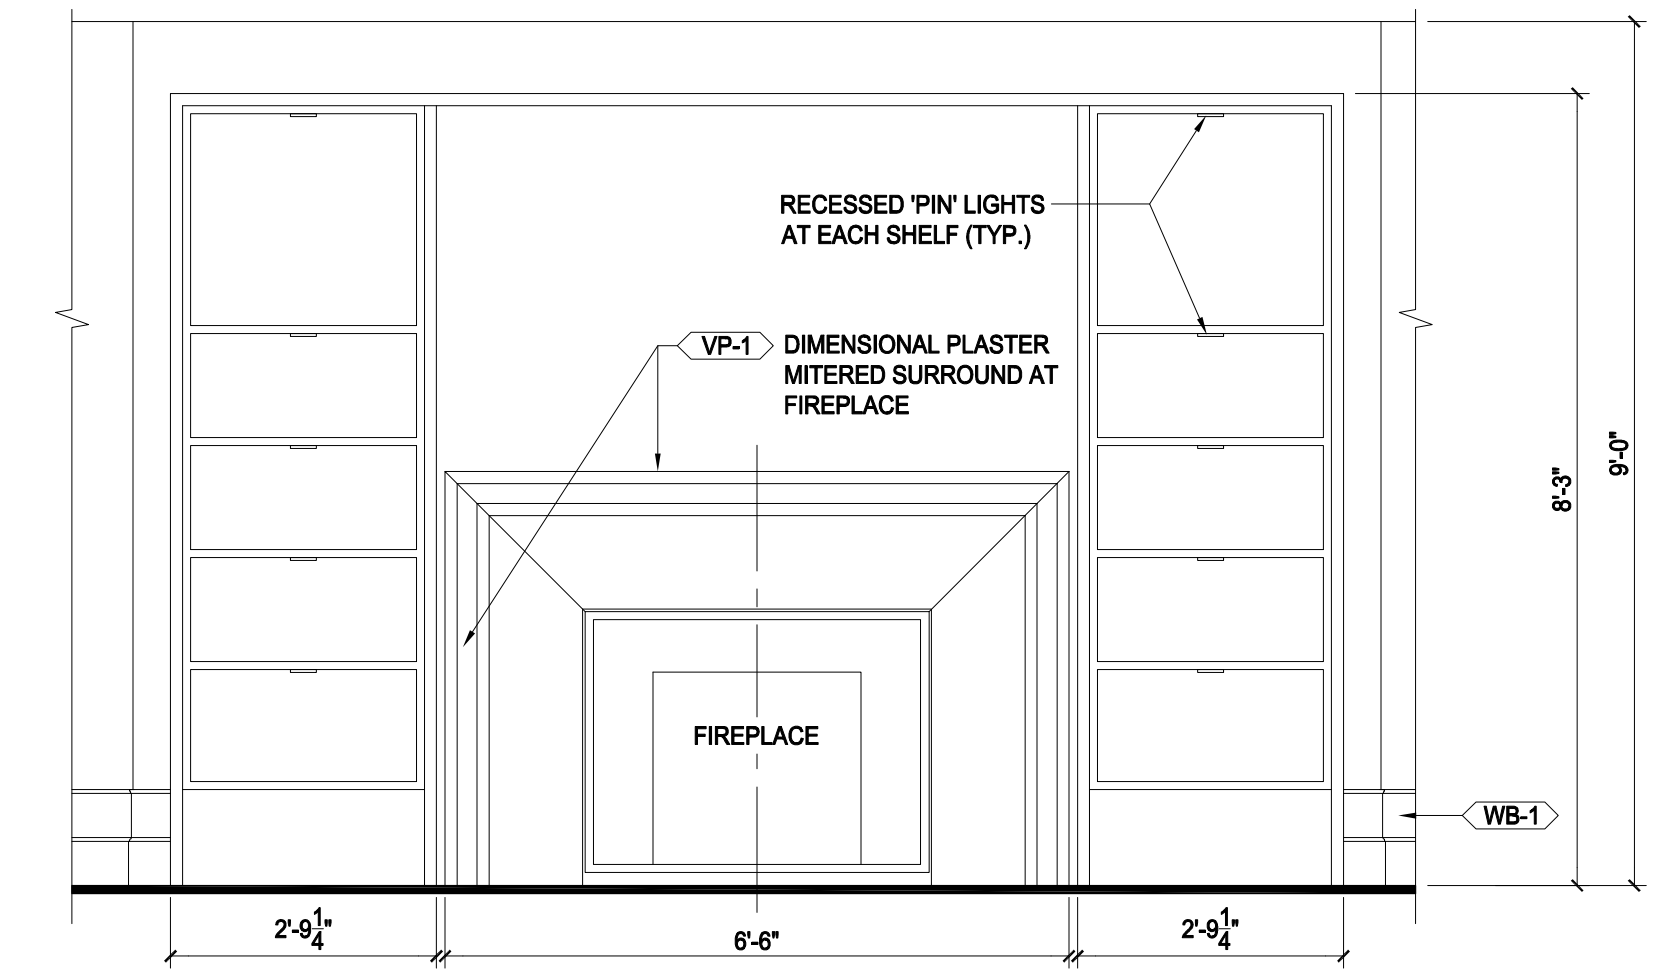 RECESSED 'PIN' LIGHTS
AT EACH SHELF (TYP.)
VP-1
DIMENSIONAL PLASTER
MITERED SURROUND AT
FIREPLACE
9'-0"
8'-3"
FIREPLACE
WB-1
2'-9 1/4"
6'-6"
2'-9 1/4"